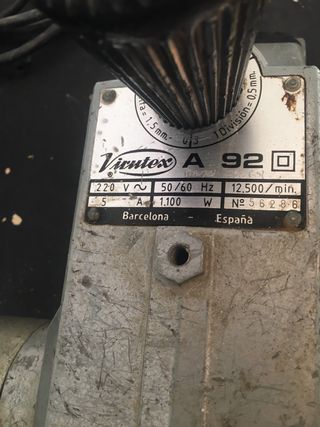 ta = 1,5 mm.- 1 División = 0,5 mm.
Virutex A 92
220 V ~ 50/60 Hz 12,500/min.
5 A 1.100 W Nº 56286
Barcelona - España